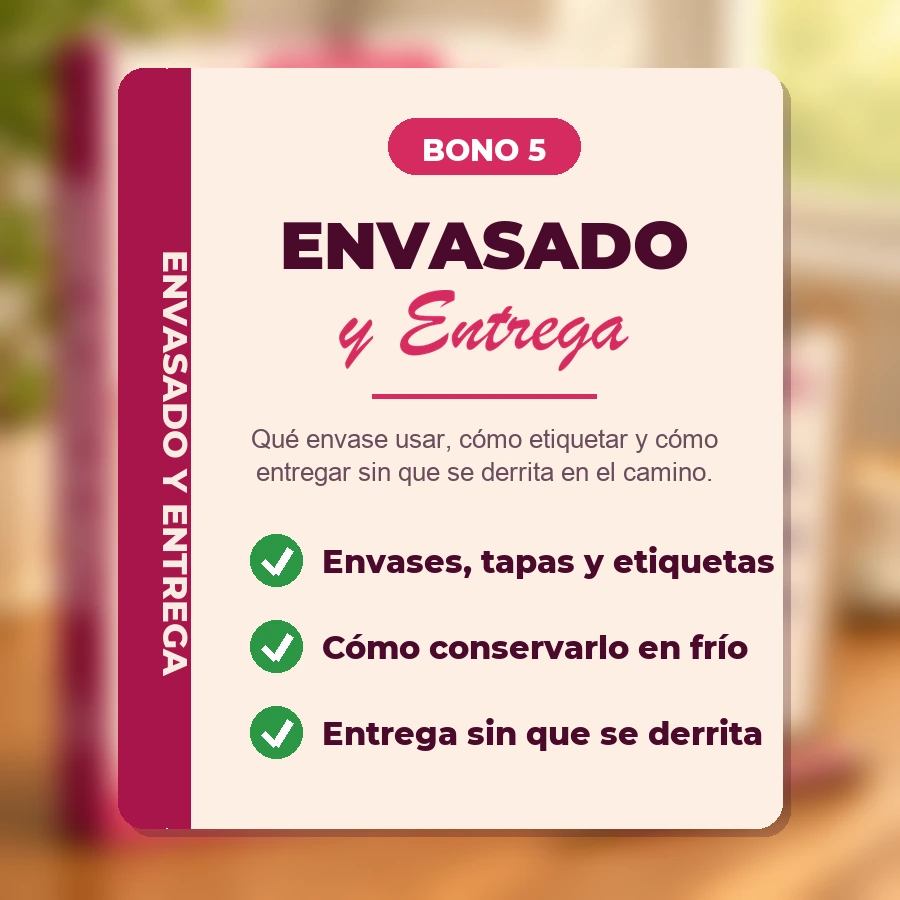 ENVASADO Y ENTREGA
BONO 5
ENVASADO
y Entrega
Qué envase usar, cómo etiquetar y cómo
entregar sin que se derrita en el camino.
Envases, tapas y etiquetas
Cómo conservarlo en frío
Entrega sin que se derrita